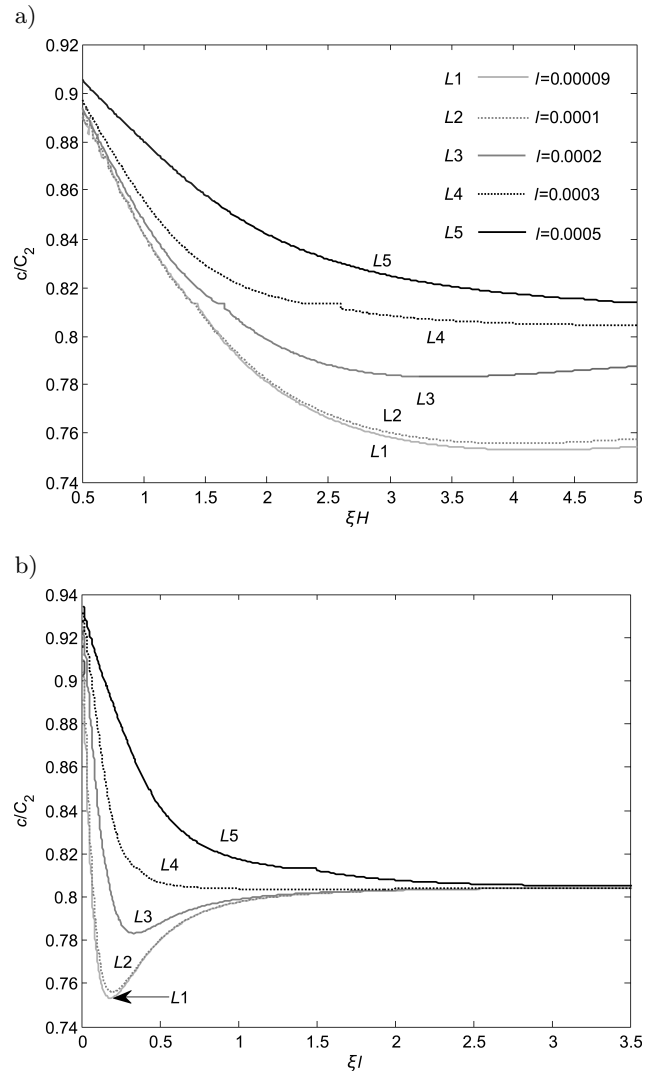 a)
0.92
0.9
0.88
0.86
0.84
0.82
0.8
0.78
0.76
0.74
c/C2
L1 l=0.00009
L2 l=0.0001
L3 l=0.0002
L4 l=0.0003
L5 l=0.0005
L5
L4
L3
L2
L1
0.5 1 1.5 2 2.5 3 3.5 4 4.5 5
ξH
b)
0.94
0.92
0.9
0.88
0.86
0.84
0.82
0.8
0.78
0.76
0.74
c/C2
L5
L4
L3
L2
L1
0 0.5 1 1.5 2 2.5 3 3.5
ξl